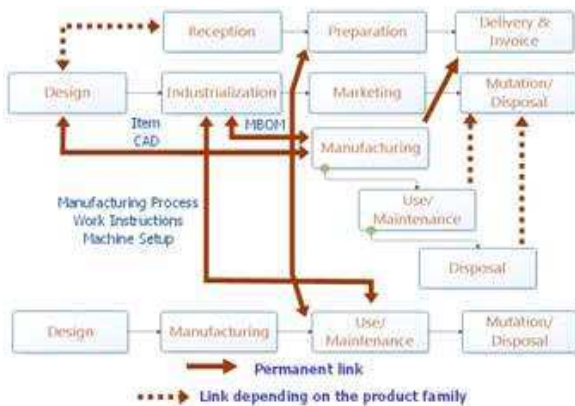 Reception
Preparation
Delivery &
Invoice
Design
Industrialization
Marketing
Mutation/
Disposal
Item
CAD
MBOM
Manufacturing
Manufacturing Process
Work Instructions
Machine Setup
Use/
Maintenance
Disposal
Design
Manufacturing
Use/
Maintenance
Mutation/
Disposal
Permanent link
Link depending on the product family